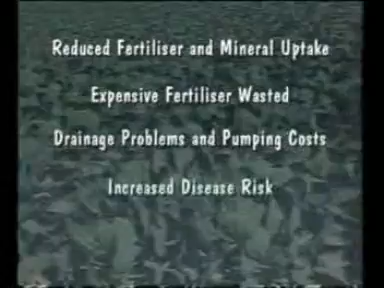 Reduced Fertiliser and Mineral Uptake
Expensive Fertiliser Wasted
Drainage Problems and Pumping Costs
Increased Disease Risk